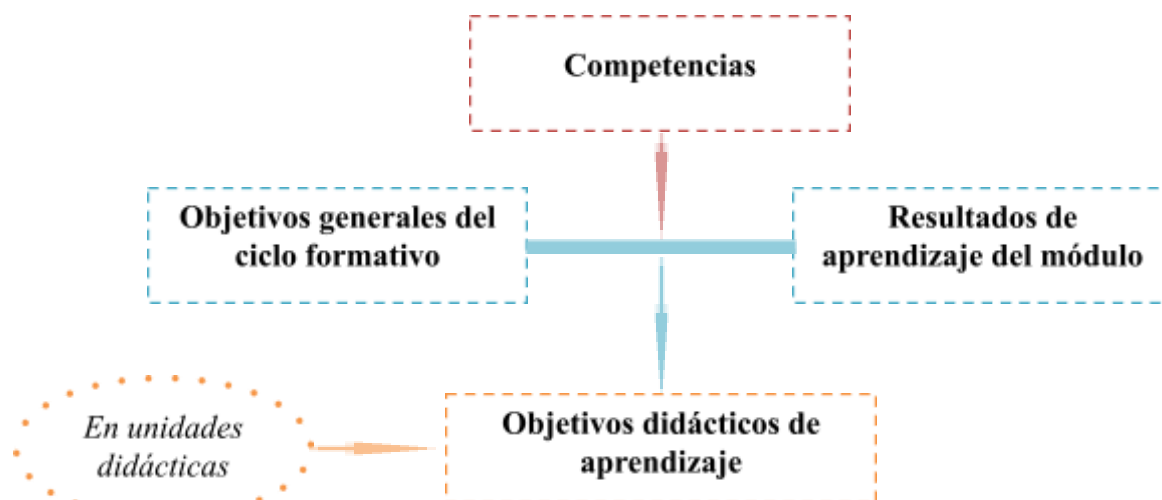 Competencias
Objetivos generales del
ciclo formativo
Resultados de
aprendizaje del módulo
En unidades
didácticas
Objetivos didácticos de
aprendizaje